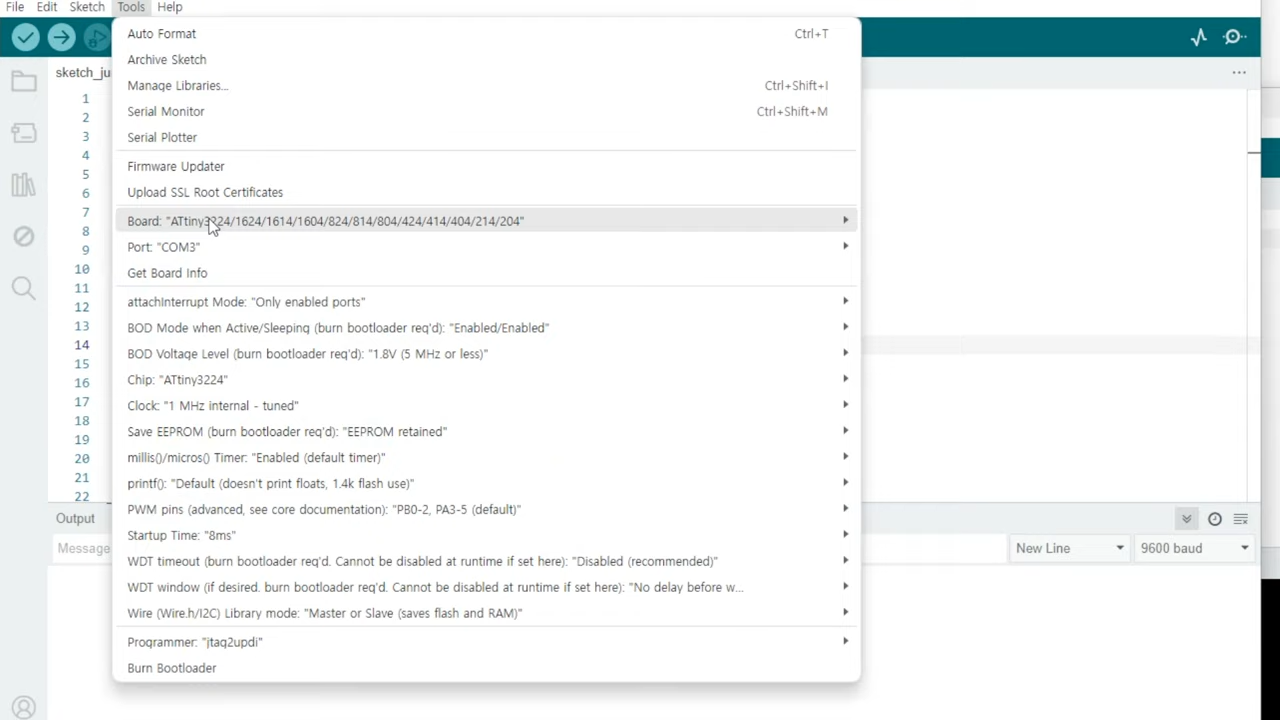 File Edit Sketch Tools Help
sketch_ju
Auto Format Ctrl+T
Archive Sketch
Manage Libraries... Ctrl+Shift+I
Serial Monitor Ctrl+Shift+M
Serial Plotter
Firmware Updater
Upload SSL Root Certificates
Board: "ATtiny3224/1624/1614/1604/824/814/804/424/414/404/214/204"
Port: "COM3"
Get Board Info
attachInterrupt Mode: "Only enabled ports"
BOD Mode when Active/Sleeping (burn bootloader req'd): "Enabled/Enabled"
BOD Voltage Level (burn bootloader req'd): "1.8V (5 MHz or less)"
Chip: "ATtiny3224"
Clock: "1 MHz internal - tuned"
Save EEPROM (burn bootloader req'd): "EEPROM retained"
millis()/micros() Timer: "Enabled (default timer)"
printf(): "Default (doesn't print floats, 1.4k flash use)"
PWM pins (advanced, see core documentation): "PB0-2, PA3-5 (default)"
Startup Time: "8ms"
WDT timeout (burn bootloader req'd. Cannot be disabled at runtime if set here): "Disabled (recommended)"
WDT window (if desired. burn bootloader req'd. Cannot be disabled at runtime if set here): "No delay before w...
Wire (Wire.h/I2C) Library mode: "Master or Slave (saves flash and RAM)"
Programmer: "jtag2updi"
Burn Bootloader
1
2
3
4
5
6
7
8
9
10
11
12
13
14
15
16
17
18
19
20
21
22
Output
Message
New Line
9600 baud